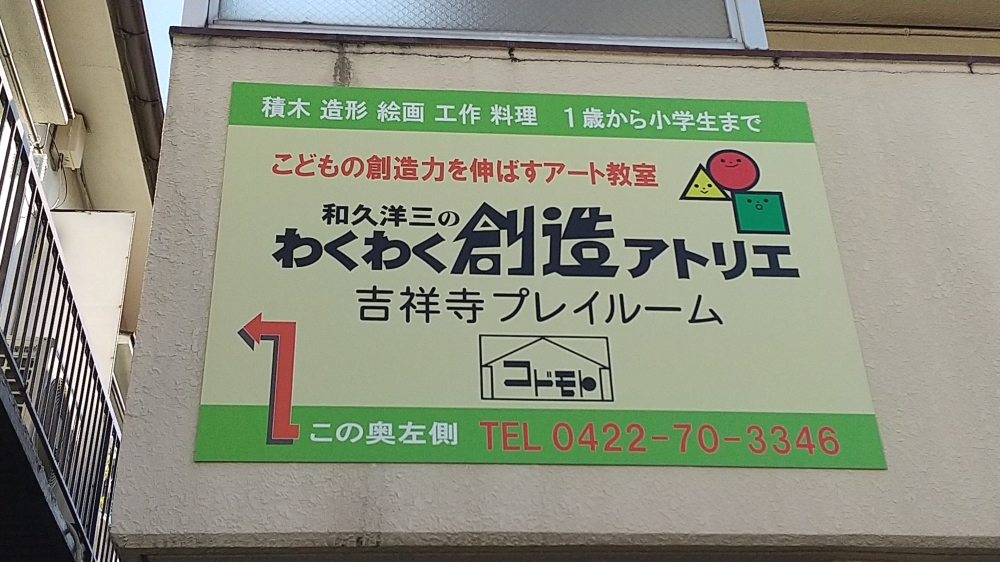 積木 造形 絵画 工作 料理　1歳から小学生まで
こどもの創造力を伸ばすアート教室
和久洋三の
わくわく創造アトリエ
吉祥寺プレイルーム
コドモト
この奥左側 TEL 0422-70-3346